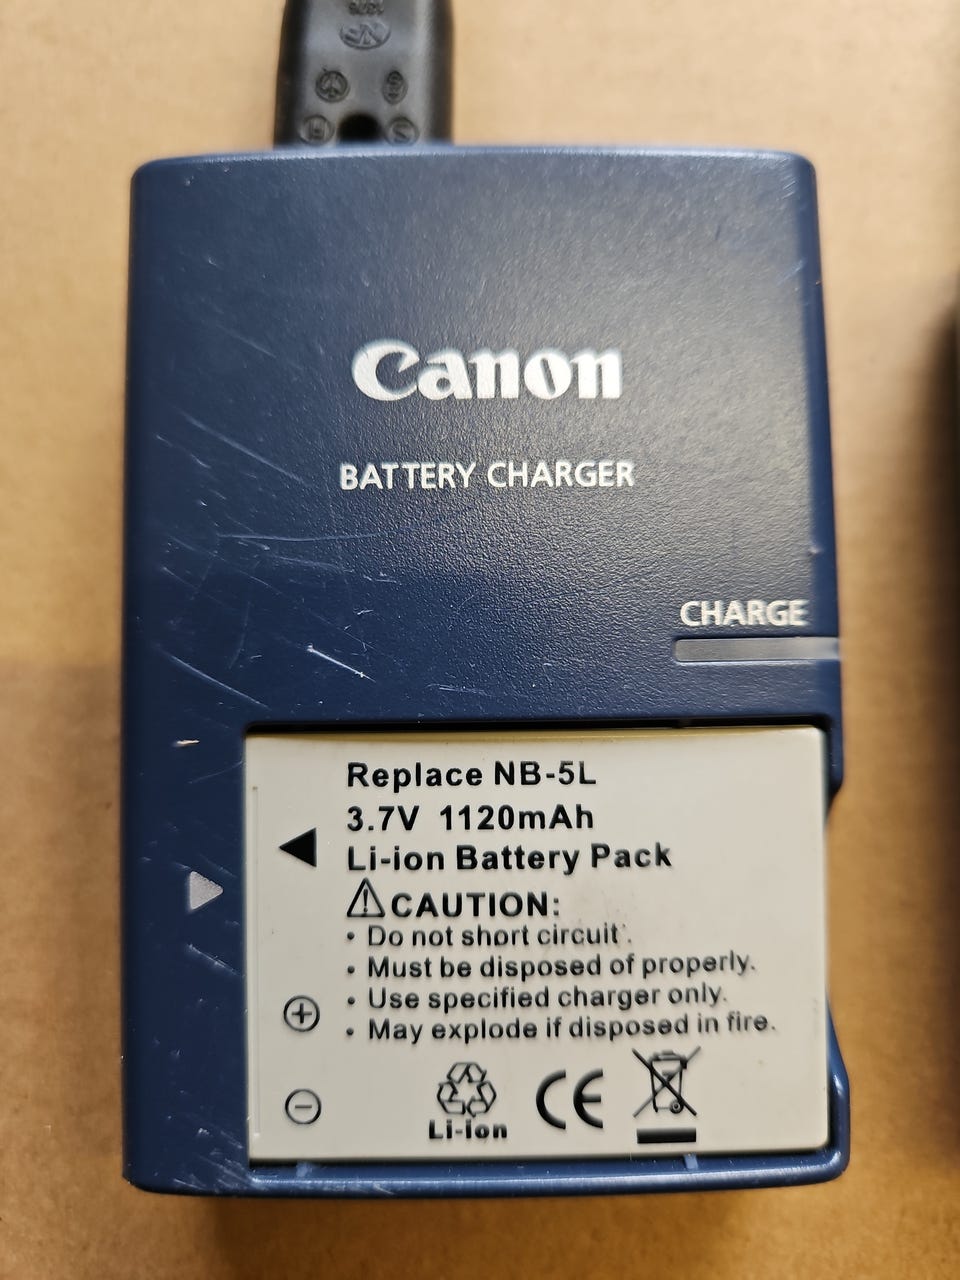 Canon
BATTERY CHARGER
CHARGE
Replace NB-5L
3.7V 1120mAh
Li-ion Battery Pack
CAUTION:
• Do not short circuit.
• Must be disposed of properly.
• Use specified charger only.
• May explode if disposed in fire.
+
-
Li-ion
CE